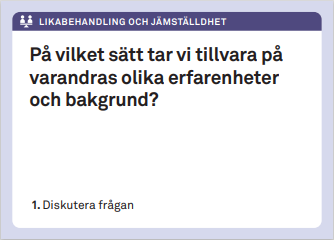 LIKABEHANDLING OCH JÄMSTÄLLDHET
På vilket sätt tar vi tillvara på
varandras olika erfarenheter
och bakgrund?
1. Diskutera frågan